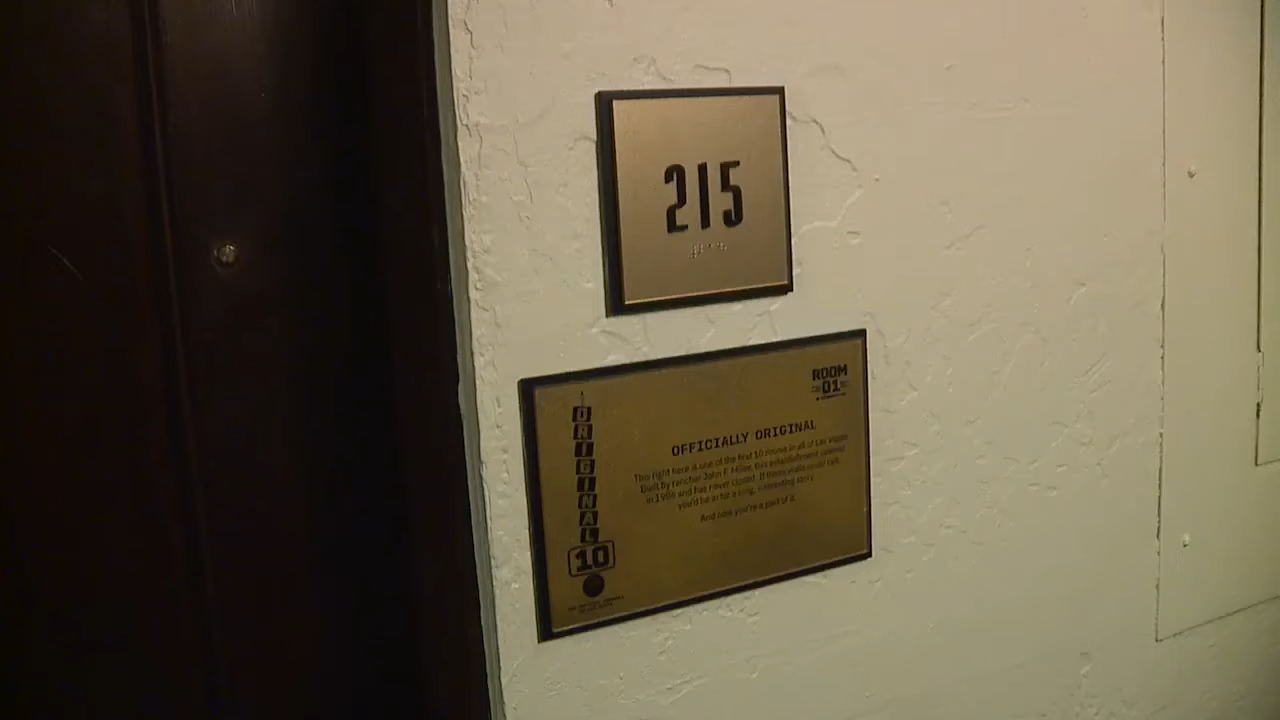 215
ROOM
01
ORIGINAL
10
OFFICIALLY ORIGINAL
This right here is one of the first 10 rooms in all of Las Vegas.
Built by rancher John F. Miller, this establishment opened
in 1906 and has never closed. If these walls could talk
you'd be in for a long, interesting story.
And now you're a part of it.